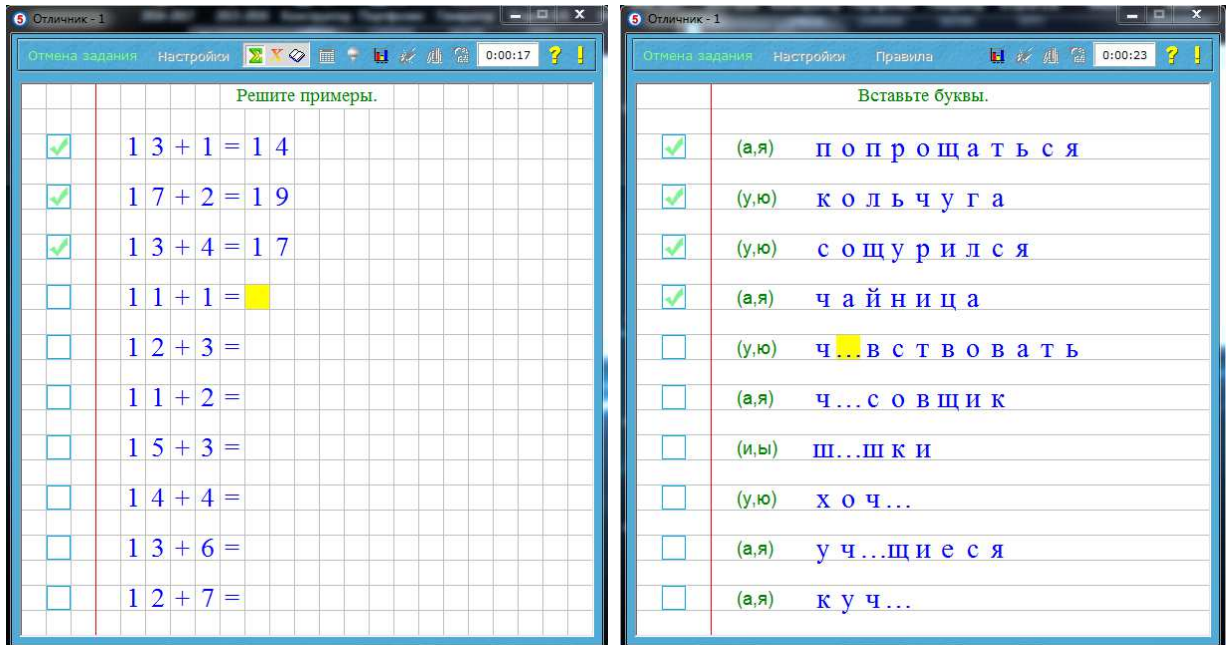 Отличник - 1
Отмена задания Настройки 0:00:17 ? !
Решите примеры.
13+1=14
17+2=19
13+4=17
11+1=
12+3=
11+2=
15+3=
14+4=
13+6=
12+7=
Отличник - 1
Отмена задания Настройки Правила 0:00:23 ? !
Вставьте буквы.
(а,я) попрощаться
(у,ю) кольчуга
(у,ю) сощурился
(а,я) чайница
(у,ю) ч...вствовать
(а,я) ч...совщик
(и,ы) ш...шки
(у,ю) хоч...
(а,я) уч...щиеся
(а,я) куч...